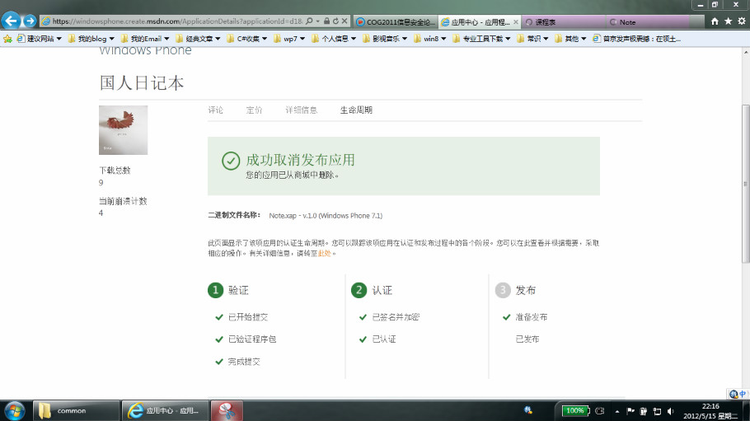 https://windowsphone.create.msdn.com/ApplicationDetails?applicationId=d18
COG2011信息安全论...
应用中心 - 应用程...
课程表
Note
建议网站
我的blog
我的Email
经典文章
C#收集
wp7
个人信息
影视音乐
win8
专业工具下载
常识
其他
Windows Phone
国人日记本
评论
定价
详细信息
生命周期
下载总数
9
当前崩溃计数
4
成功取消发布应用
您的应用已从商城中删除。
二进制文件名称:
Note.xap - v.1.0 (Windows Phone 7.1)
此页面显示了该项应用的认证生命周期。您可以跟踪该项应用在认证和发布过程中的各个阶段。您可以在此查看并根据需要，采取
相应的操作。有关详细信息，请转至此处。
1 验证
已开始提交
已验证程序包
完成提交
2 认证
已签名并加密
已认证
3 发布
准备发布
已发布
common
应用中心 - 应用...
100%
22:16
2012/5/15 星期二